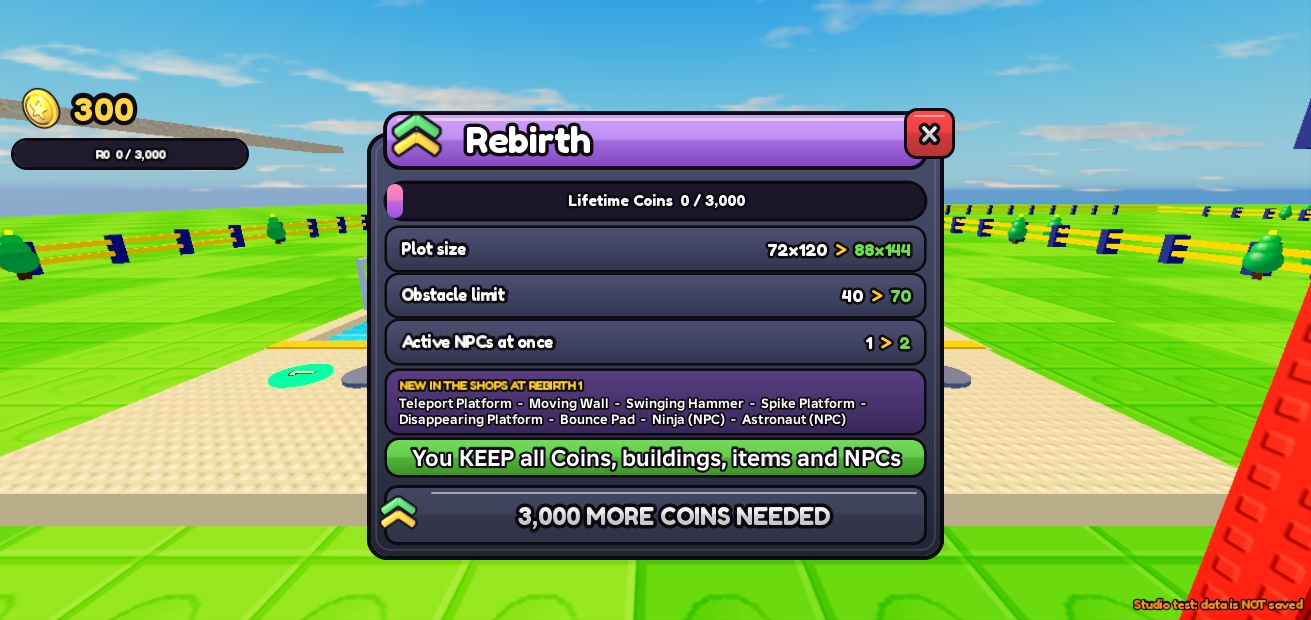 300
R0 0 / 3,000
Rebirth
Lifetime Coins 0 / 3,000
Plot size 72x120 > 88x144
Obstacle limit 40 > 70
Active NPCs at once 1 > 2
NEW IN THE SHOPS AT REBIRTH 1
Teleport Platform - Moving Wall - Swinging Hammer - Spike Platform -
Disappearing Platform - Bounce Pad - Ninja (NPC) - Astronaut (NPC)
You KEEP all Coins, buildings, items and NPCs
3,000 MORE COINS NEEDED
Studio test: data is NOT saved